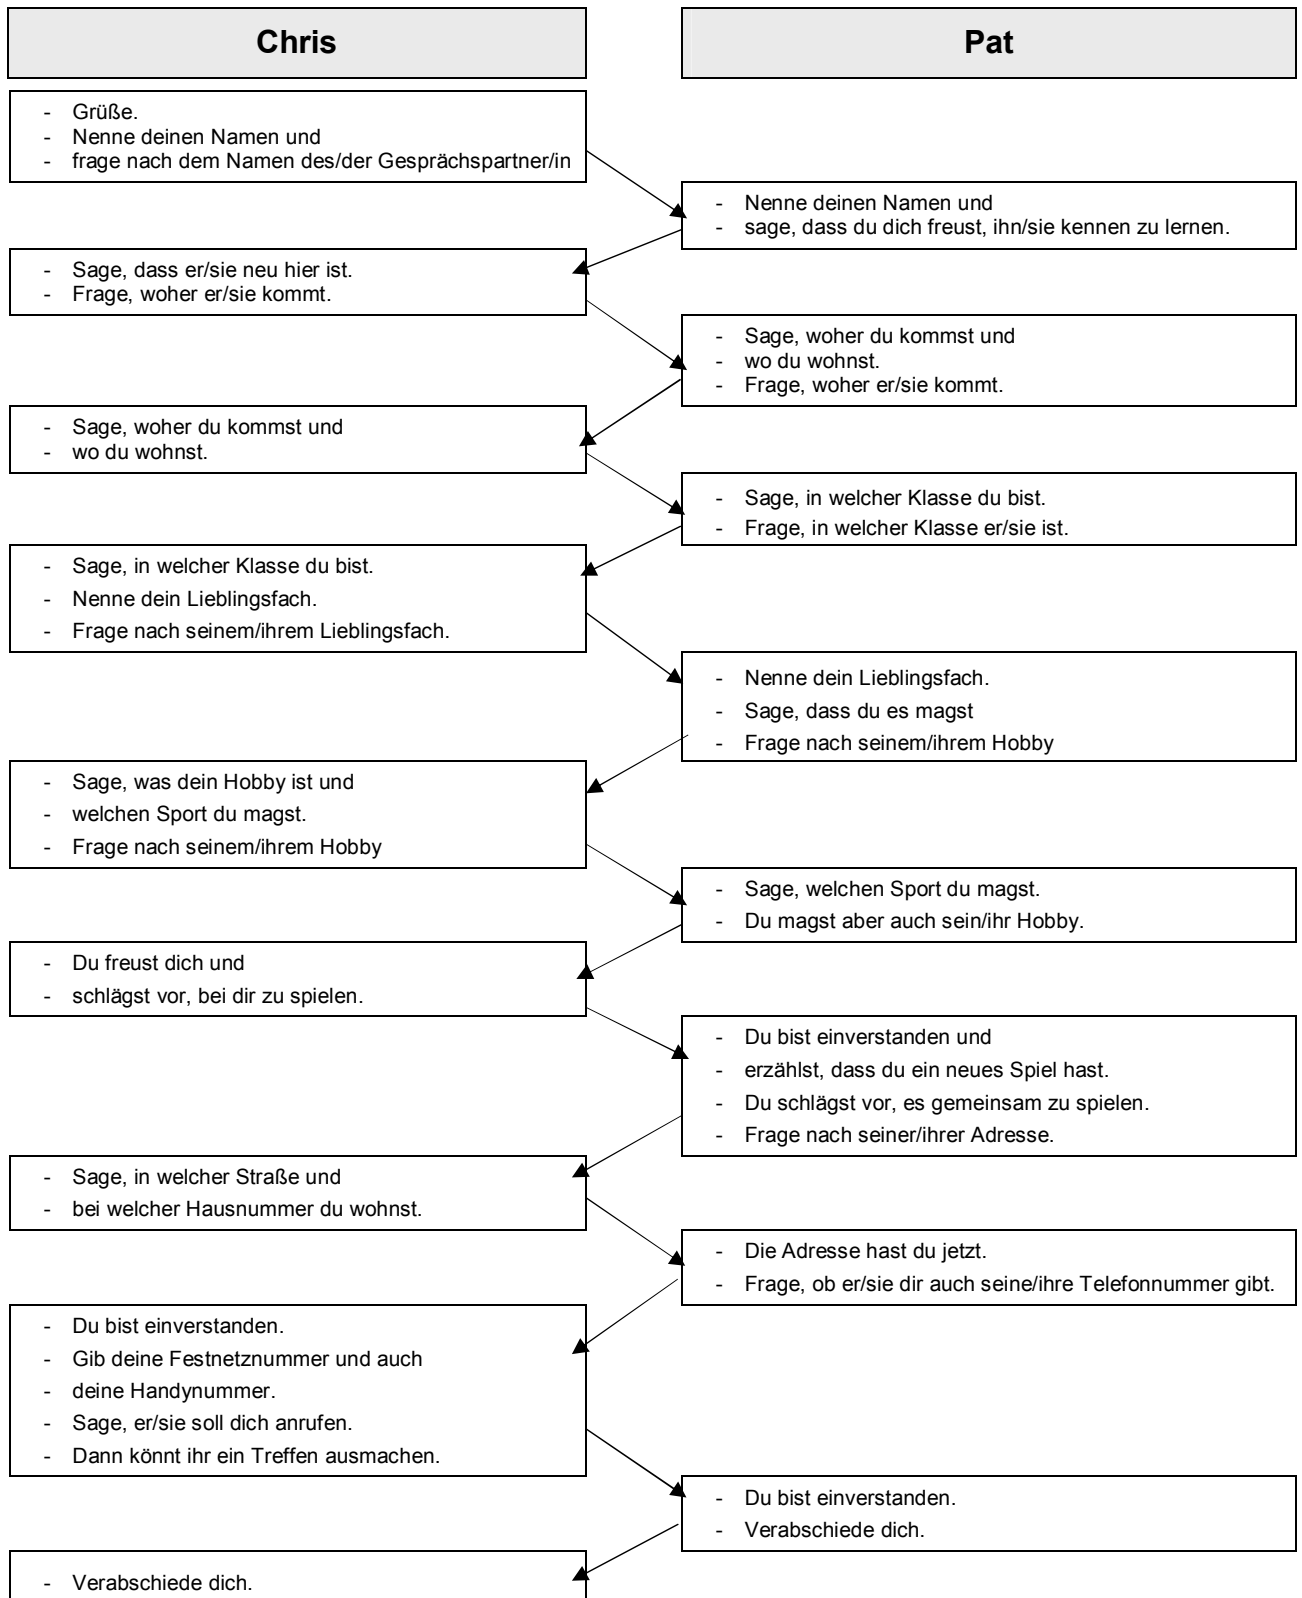 Chris
Pat
- Grüße.
- Nenne deinen Namen und
- frage nach dem Namen des/der Gesprächspartner/in
- Nenne deinen Namen und
- sage, dass du dich freust, ihn/sie kennen zu lernen.
- Sage, dass er/sie neu hier ist.
- Frage, woher er/sie kommt.
- Sage, woher du kommst und
- wo du wohnst.
- Frage, woher er/sie kommt.
- Sage, woher du kommst und
- wo du wohnst.
- Sage, in welcher Klasse du bist.
- Frage, in welcher Klasse er/sie ist.
- Sage, in welcher Klasse du bist.
- Nenne dein Lieblingsfach.
- Frage nach seinem/ihrem Lieblingsfach.
- Nenne dein Lieblingsfach.
- Sage, dass du es magst
- Frage nach seinem/ihrem Hobby
- Sage, was dein Hobby ist und
- welchen Sport du magst.
- Frage nach seinem/ihrem Hobby
- Sage, welchen Sport du magst.
- Du magst aber auch sein/ihr Hobby.
- Du freust dich und
- schlägst vor, bei dir zu spielen.
- Du bist einverstanden und
- erzählst, dass du ein neues Spiel hast.
- Du schlägst vor, es gemeinsam zu spielen.
- Frage nach seiner/ihrer Adresse.
- Sage, in welcher Straße und
- bei welcher Hausnummer du wohnst.
- Die Adresse hast du jetzt.
- Frage, ob er/sie dir auch seine/ihre Telefonnummer gibt.
- Du bist einverstanden.
- Gib deine Festnetznummer und auch
- deine Handynummer.
- Sage, er/sie soll dich anrufen.
- Dann könnt ihr ein Treffen ausmachen.
- Du bist einverstanden.
- Verabschiede dich.
- Verabschiede dich.